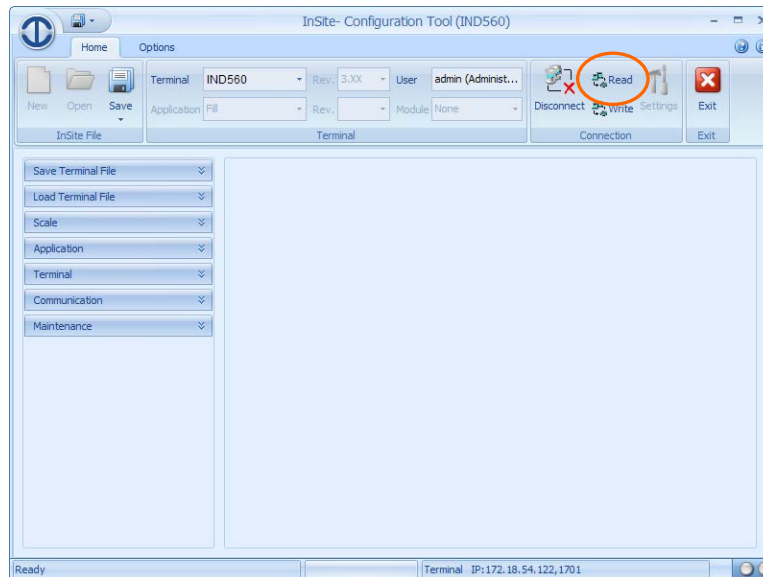 InSite- Configuration Tool (IND560)
Home Options
New Open Save
InSite File
Terminal IND560 Rev. 3.XX User admin (Administ...
Application Fill Rev. Module None
Terminal
Disconnect Read Write Settings
Connection
Exit
Exit
Save Terminal File
Load Terminal File
Scale
Application
Terminal
Communication
Maintenance
Ready Terminal IP:172.18.54.122,1701